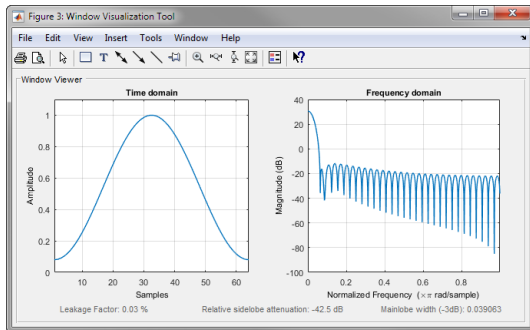 Figure 3: Window Visualization Tool
File Edit View Insert Tools Window Help
T
Window Viewer
Time domain
1
0.8
0.6
0.4
0.2
0
Amplitude
10 20 30 40 50 60
Samples
Frequency domain
40
20
0
-20
-40
-60
-80
-100
Magnitude (dB)
0 0.2 0.4 0.6 0.8
Normalized Frequency (×π rad/sample)
Leakage Factor: 0.03 % Relative sidelobe attenuation: -42.5 dB Mainlobe width (-3dB): 0.039063